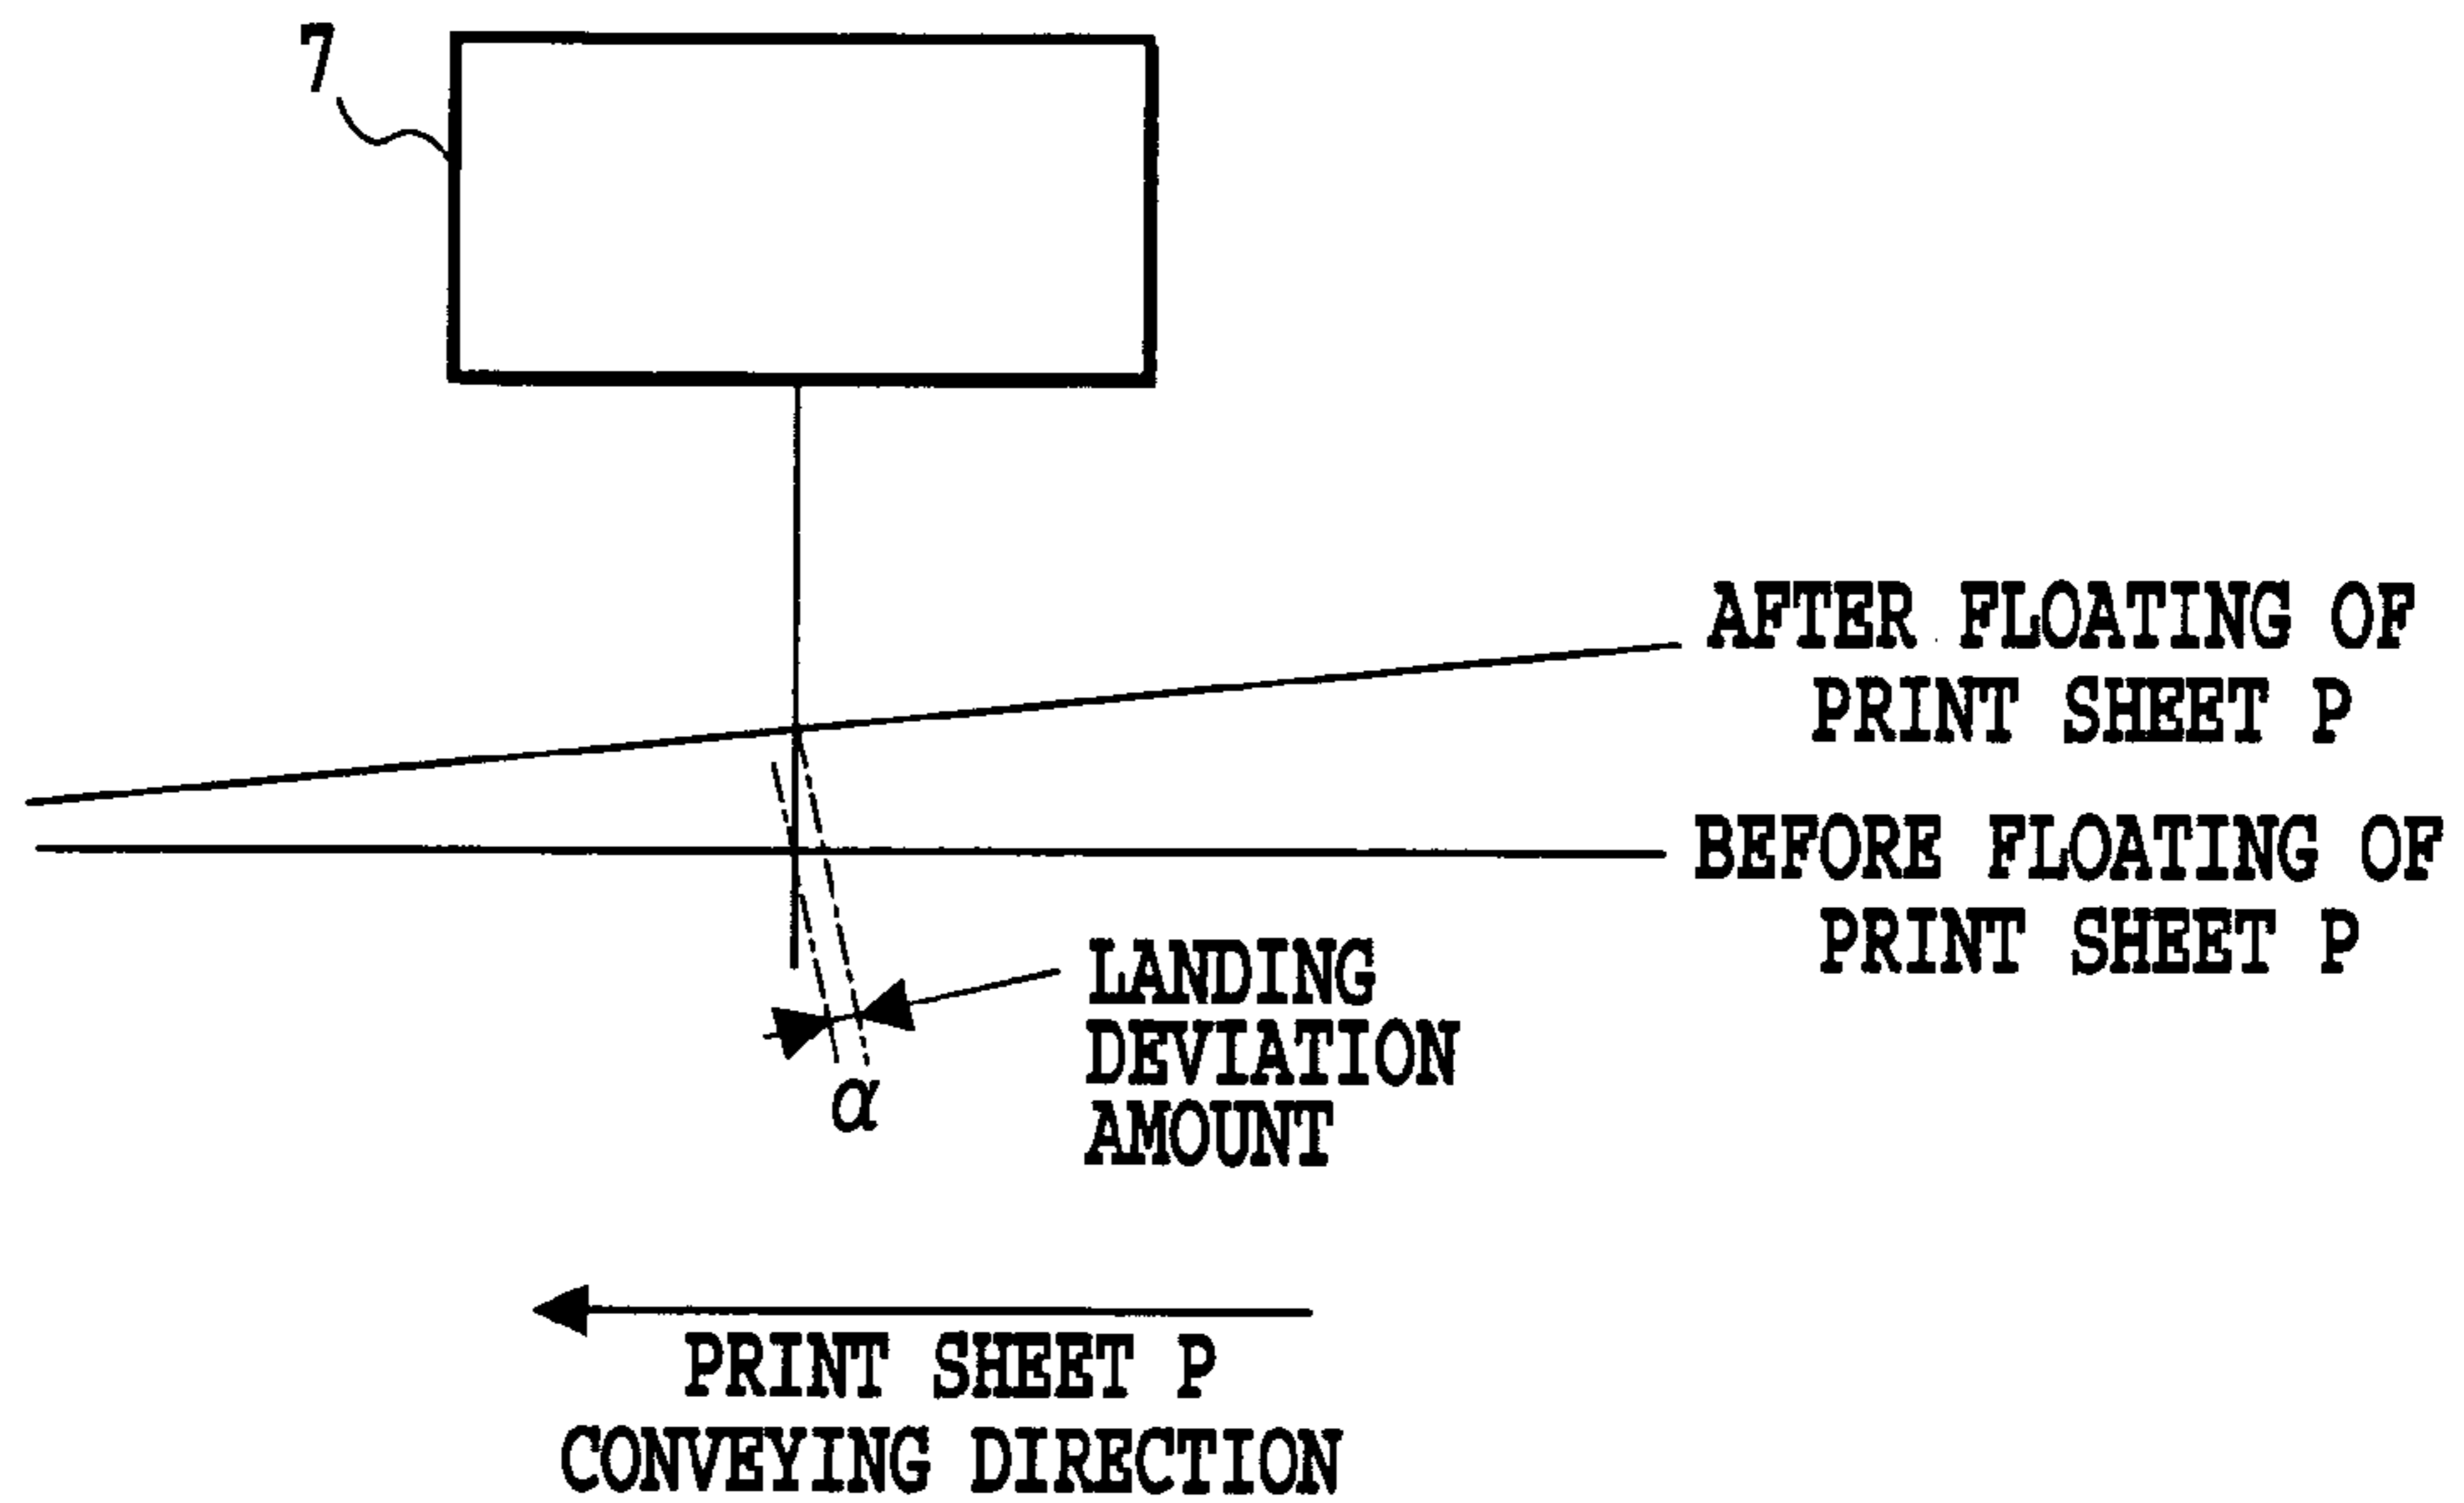 7
AFTER FLOATING OF
PRINT SHEET P
BEFORE FLOATING OF
PRINT SHEET P
LANDING
DEVIATION
AMOUNT
α
PRINT SHEET P
CONVEYING DIRECTION